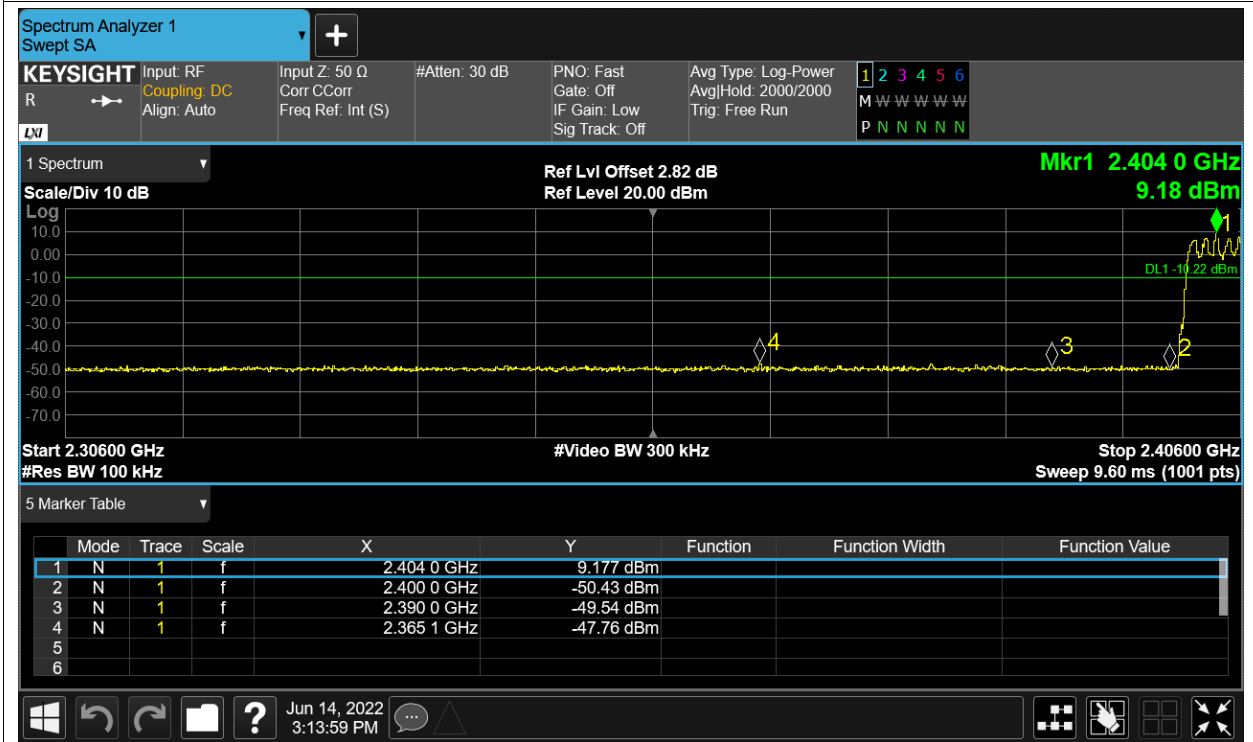 Spectrum Analyzer 1
Swept SA
KEYSIGHT Input: RF Input Z: 50 Ω #Atten: 30 dB PNO: Fast Avg Type: Log-Power 1 2 3 4 5 6
R Coupling: DC Corr CCorr Gate: Off Avg|Hold: 2000/2000 M W W W W W
Align: Auto Freq Ref: Int (S) IF Gain: Low Trig: Free Run
LXI Sig Track: Off P N N N N N
1 Spectrum Ref Lvl Offset 2.82 dB Mkr1 2.404 0 GHz
Scale/Div 10 dB Ref Level 20.00 dBm 9.18 dBm
Log
1
10.0
0.00
DL1 -10.22 dBm
-10.0
-20.0
-30.0
-40.0 4 3 2
-50.0
-60.0
-70.0
Start 2.30600 GHz #Video BW 300 kHz Stop 2.40600 GHz
#Res BW 100 kHz Sweep 9.60 ms (1001 pts)
5 Marker Table
Mode Trace Scale X Y Function Function Width Function Value
1 N 1 f 2.404 0 GHz 9.177 dBm
2 N 1 f 2.400 0 GHz -50.43 dBm
3 N 1 f 2.390 0 GHz -49.54 dBm
4 N 1 f 2.365 1 GHz -47.76 dBm
5
6
? Jun 14, 2022
3:13:59 PM